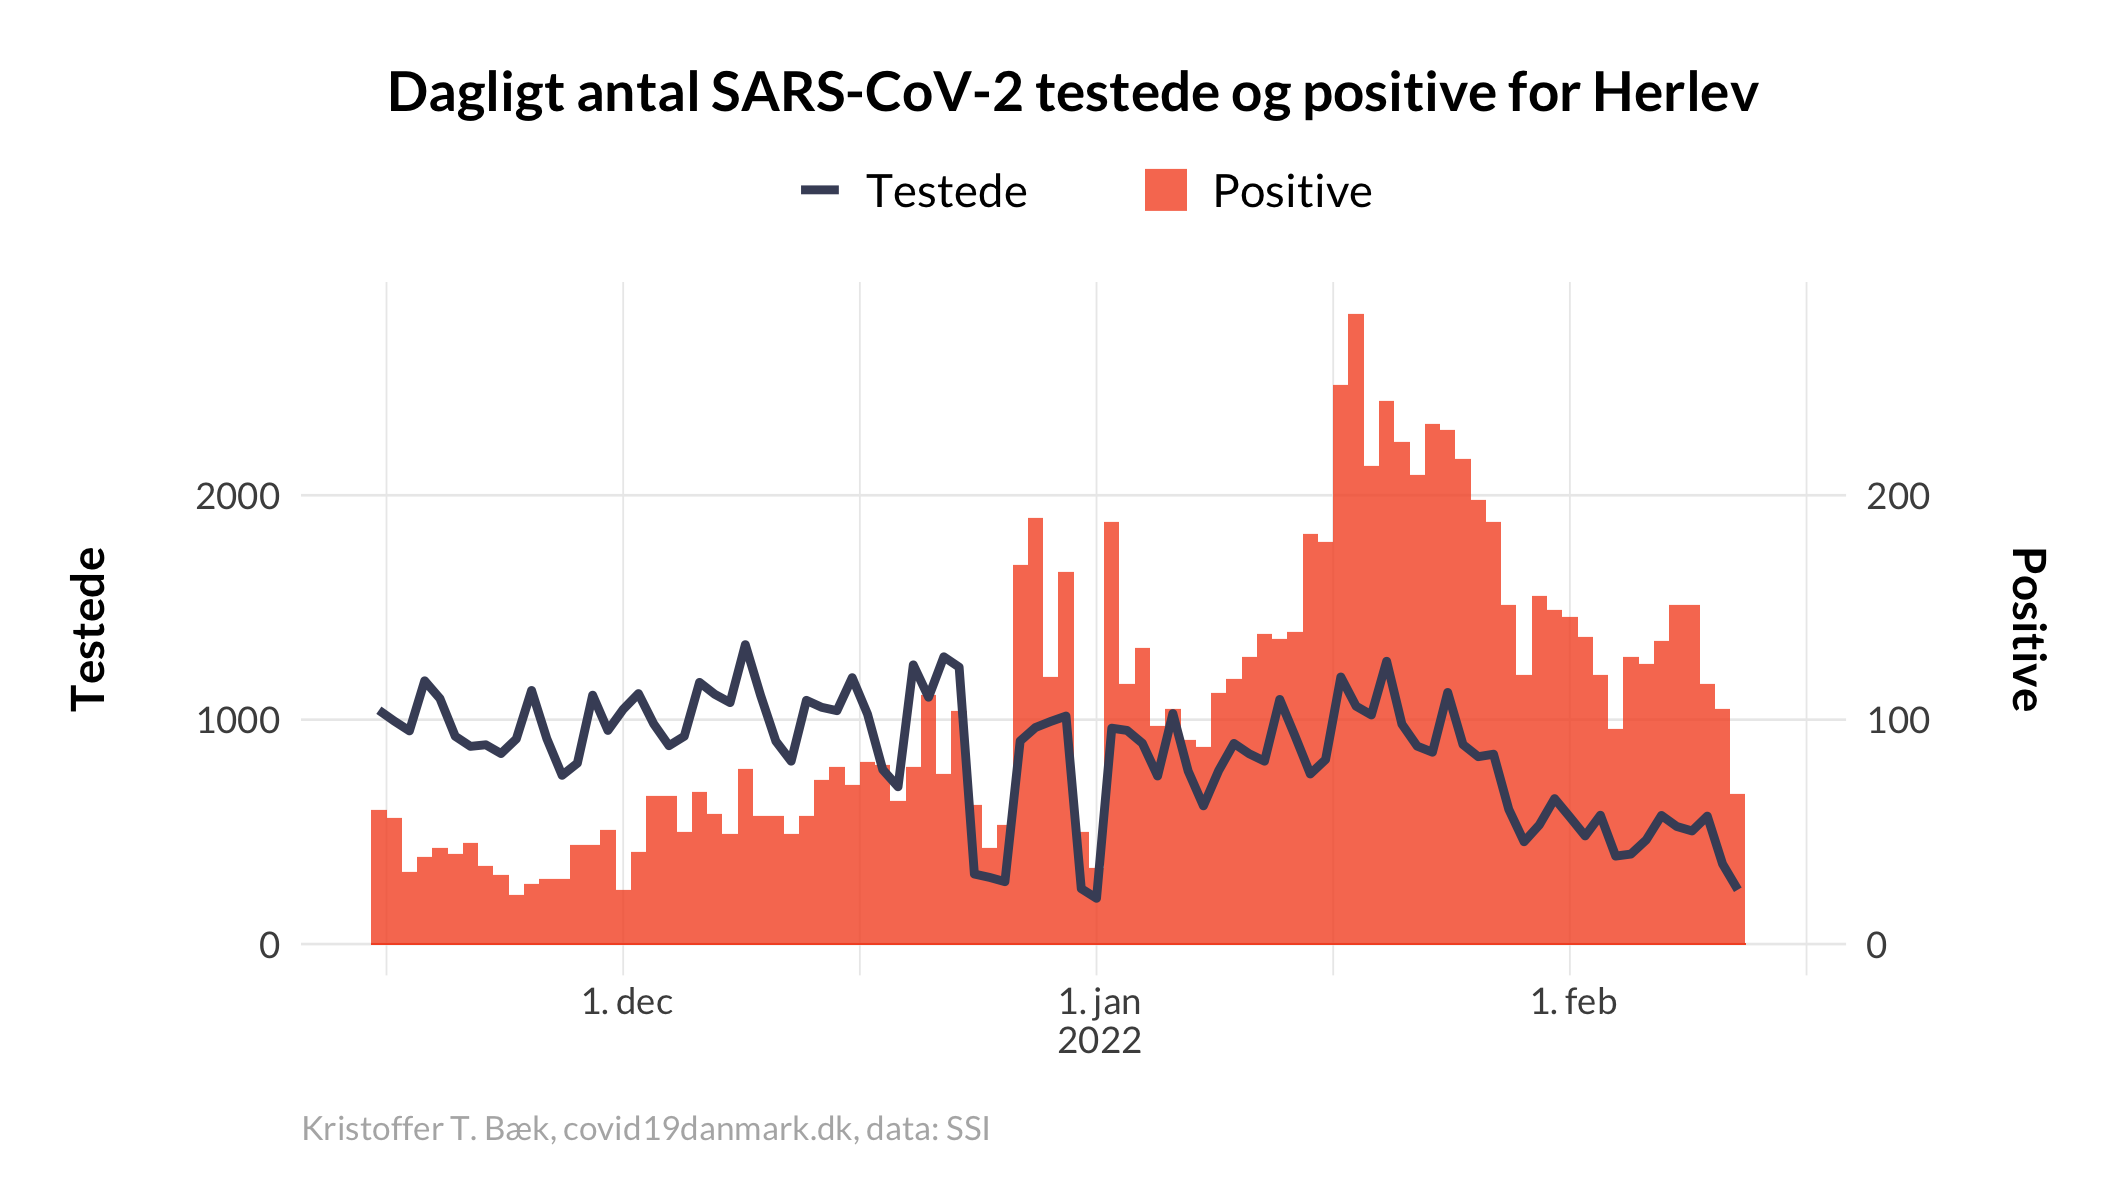 Dagligt antal SARS-CoV-2 testede og positive for Herlev
Testede
Positive
2000
1000
0
Testede
200
100
0
Positive
1. dec
1. jan
2022
1. feb
Kristoffer T. Bæk, covid19danmark.dk, data: SSI